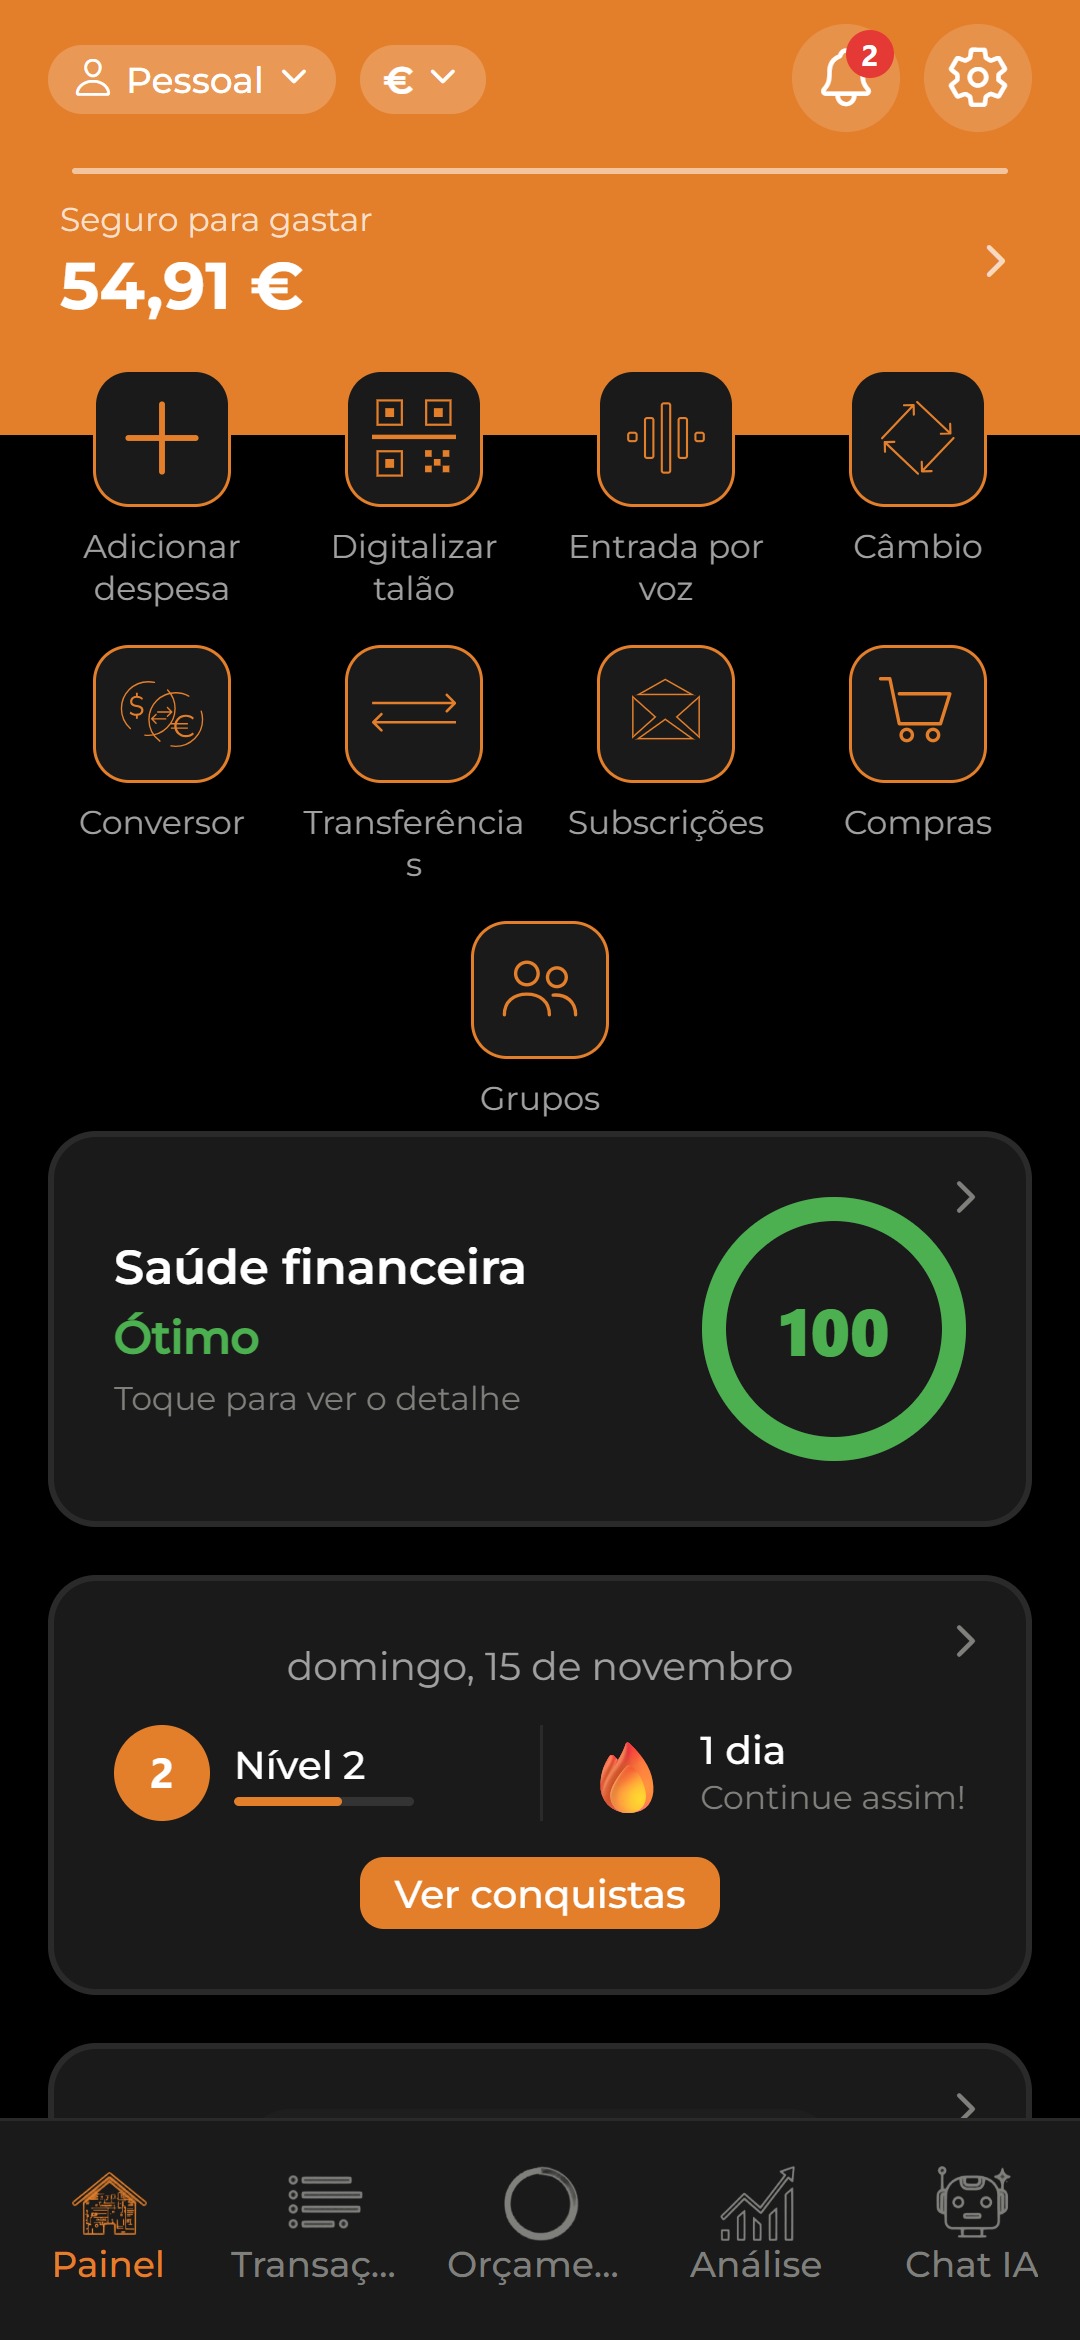 Pessoal
€
2
Seguro para gastar
54,91 €
Adicionar
despesa
Digitalizar
talão
Entrada por
voz
Câmbio
$ €
Conversor
Transferência
s
Subscrições
Compras
Grupos
Saúde financeira
Ótimo
Toque para ver o detalhe
100
domingo, 15 de novembro
2
Nível 2
1 dia
Continue assim!
Ver conquistas
Painel
Transaç...
Orçame...
Análise
Chat IA